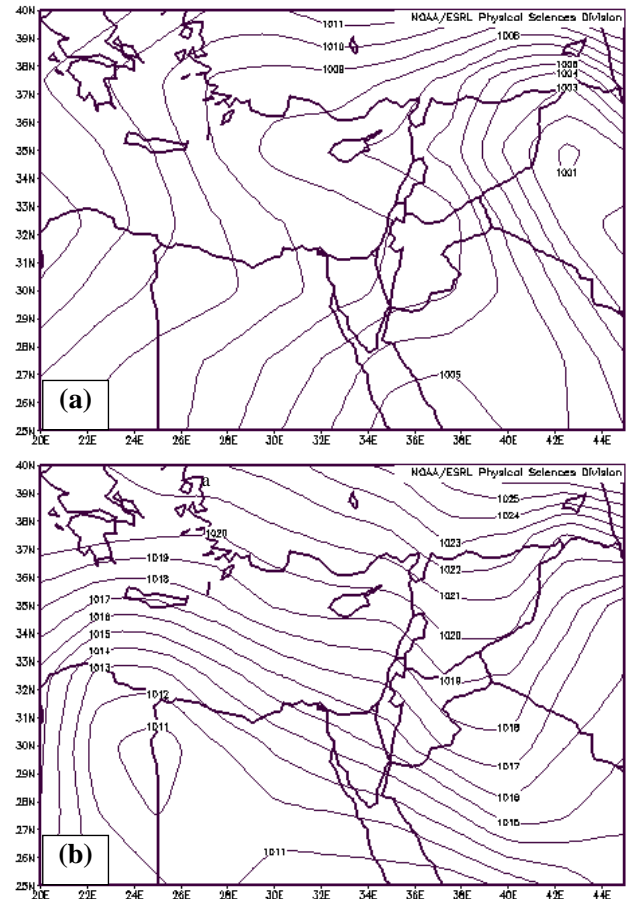 1011
NOAA/ESRL Physical Sciences Division
40N
1010
1006
39N
1009
38N
1005
1004
37N
1003
36N
35N
34N
1001
33N
32N
31N
30N
29N
28N
27N
1005
26N
(a)
25N
20E 22E 24E 26E 28E 30E 32E 34E 36E 38E 40E 42E 44E
40N
NOAA/ESRL Physical Sciences Division
a
39N
1025
1024
38N
1020
1023
37N
1019
1022
36N
1018
1017
1021
35N
1016
34N
1015
1020
1014
33N
1013
1019
32N
1012
31N
1011
1018
30N
1017
29N
28N
1016
27N
1015
26N
1011
(b)
25N
20E 22E 24E 26E 28E 30E 32E 34E 36E 38E 40E 42E 44E